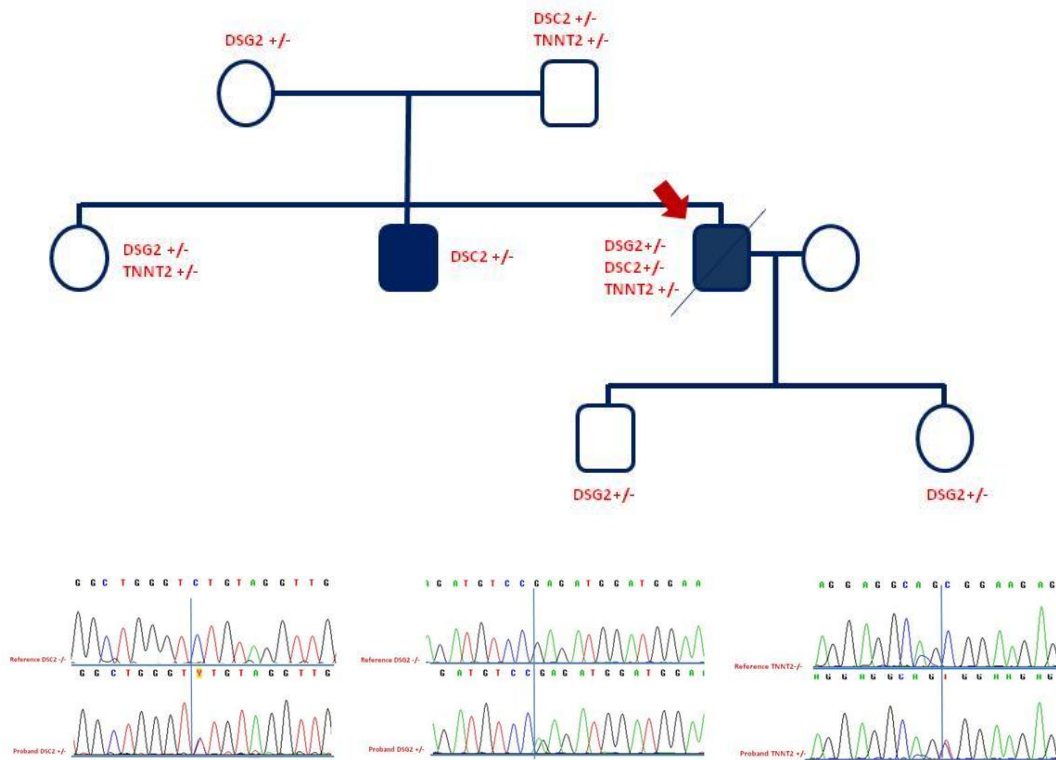 DSG2 +/-
DSC2 +/-
TNNT2 +/-
DSG2 +/-
TNNT2 +/-
DSC2 +/-
DSG2+/-
DSC2+/-
TNNT2 +/-
DSG2+/-
DSG2+/-
G G C T G G G T C T G T A G G T T G
Reference DSC2 -/-
G G C T G G G T Y T G T A G G T T G
Proband DSC2 +/-
A G A T G T C C G A G A T G G A T G G A A
Reference DSG2 -/-
G A T G T C C G A G A T G G A T G G A
Proband DSG2 +/-
A G G A G G C A G C G G A A G A G
Reference TNNT2-/-
A G G A G G C A G G G A A G A G
Proband TNNT2 +/-